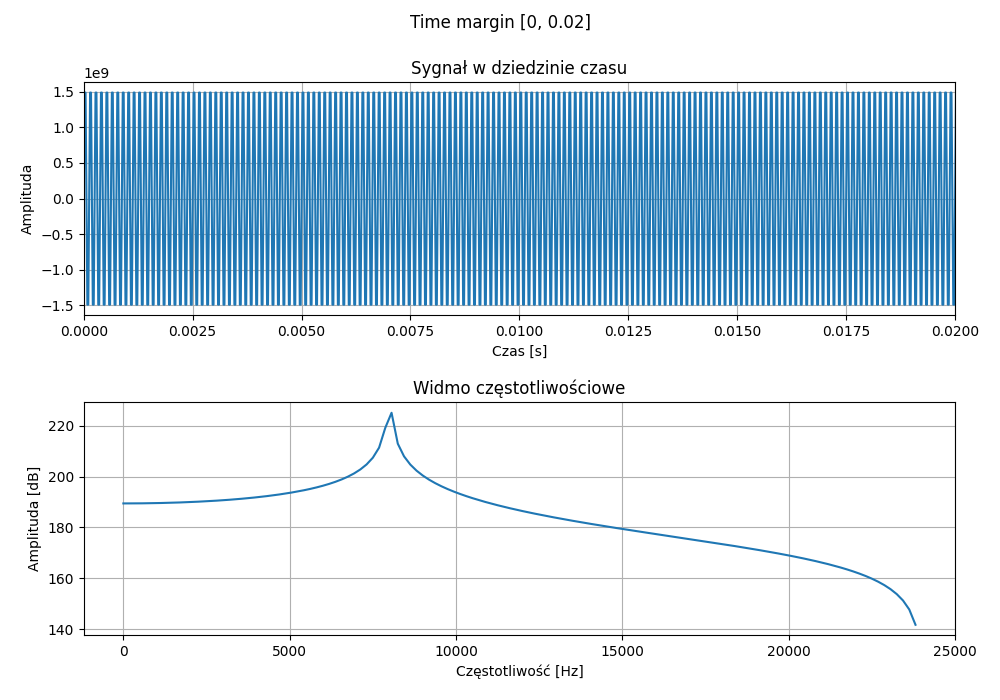 Time margin [0, 0.02]
Sygnał w dziedzinie czasu
1e9
1.5
1.0
0.5
0.0
−0.5
−1.0
−1.5
Amplituda
0.0000 0.0025 0.0050 0.0075 0.0100 0.0125 0.0150 0.0175 0.0200
Czas [s]
Widmo częstotliwościowe
220
200
180
160
140
Amplituda [dB]
0 5000 10000 15000 20000 25000
Częstotliwość [Hz]